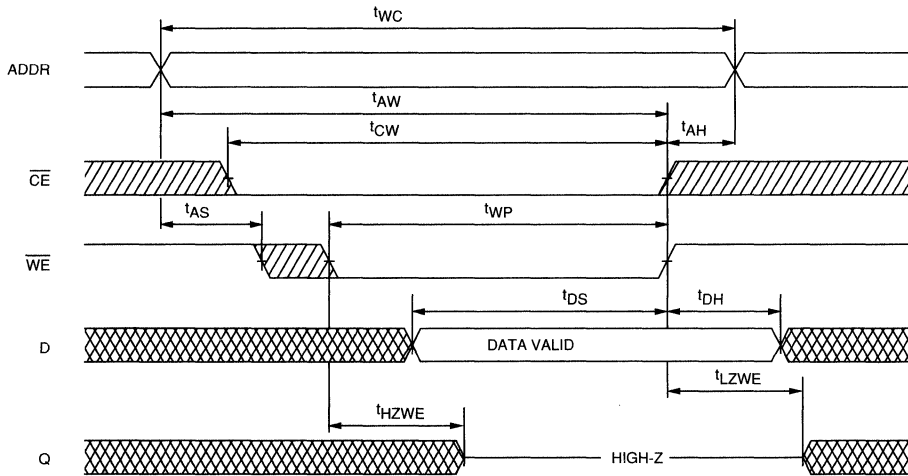 tWC
ADDR
tAW
tCW
tAH
CE
tAS
tWP
WE
tDS
tDH
D
DATA VALID
tLZWE
tHZWE
Q
HIGH-Z